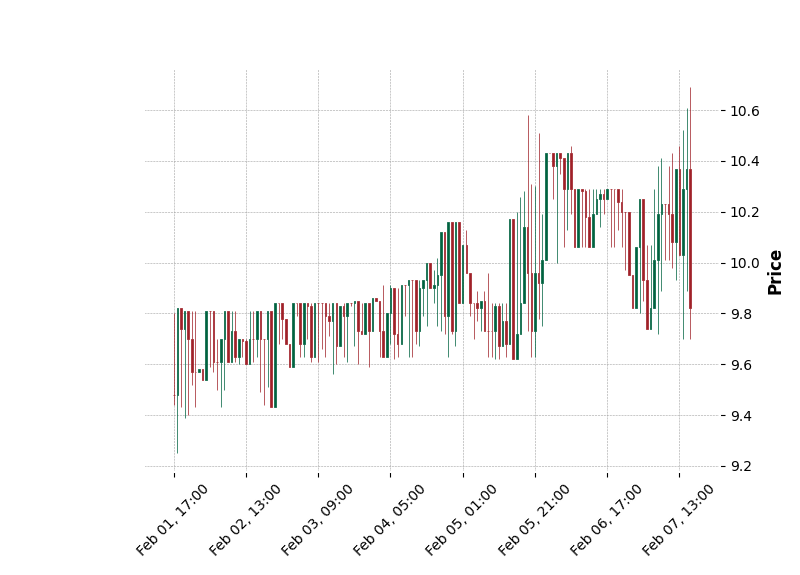 10.6
10.4
10.2
10.0
9.8
9.6
9.4
9.2
Price
Feb 01, 17:00
Feb 02, 13:00
Feb 03, 09:00
Feb 04, 05:00
Feb 05, 01:00
Feb 05, 21:00
Feb 06, 17:00
Feb 07, 13:00